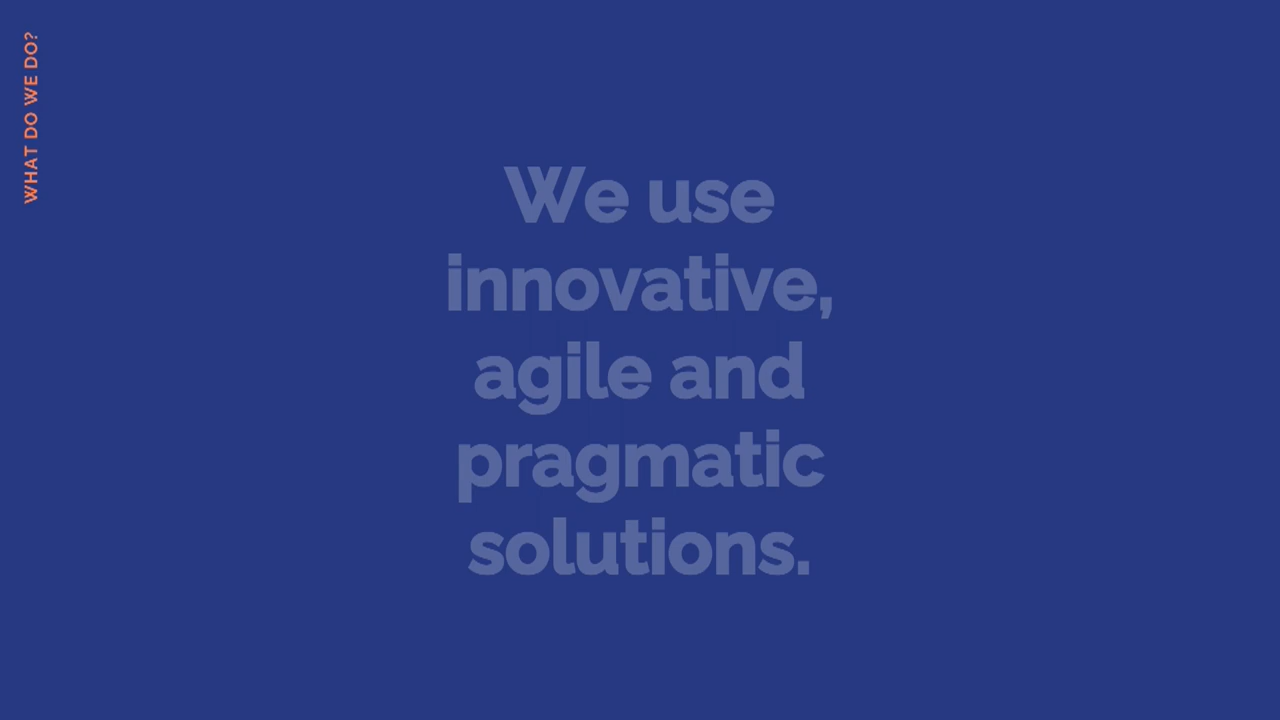 WHAT DO WE DO?
We use
innovative,
agile and
pragmatic
solutions.